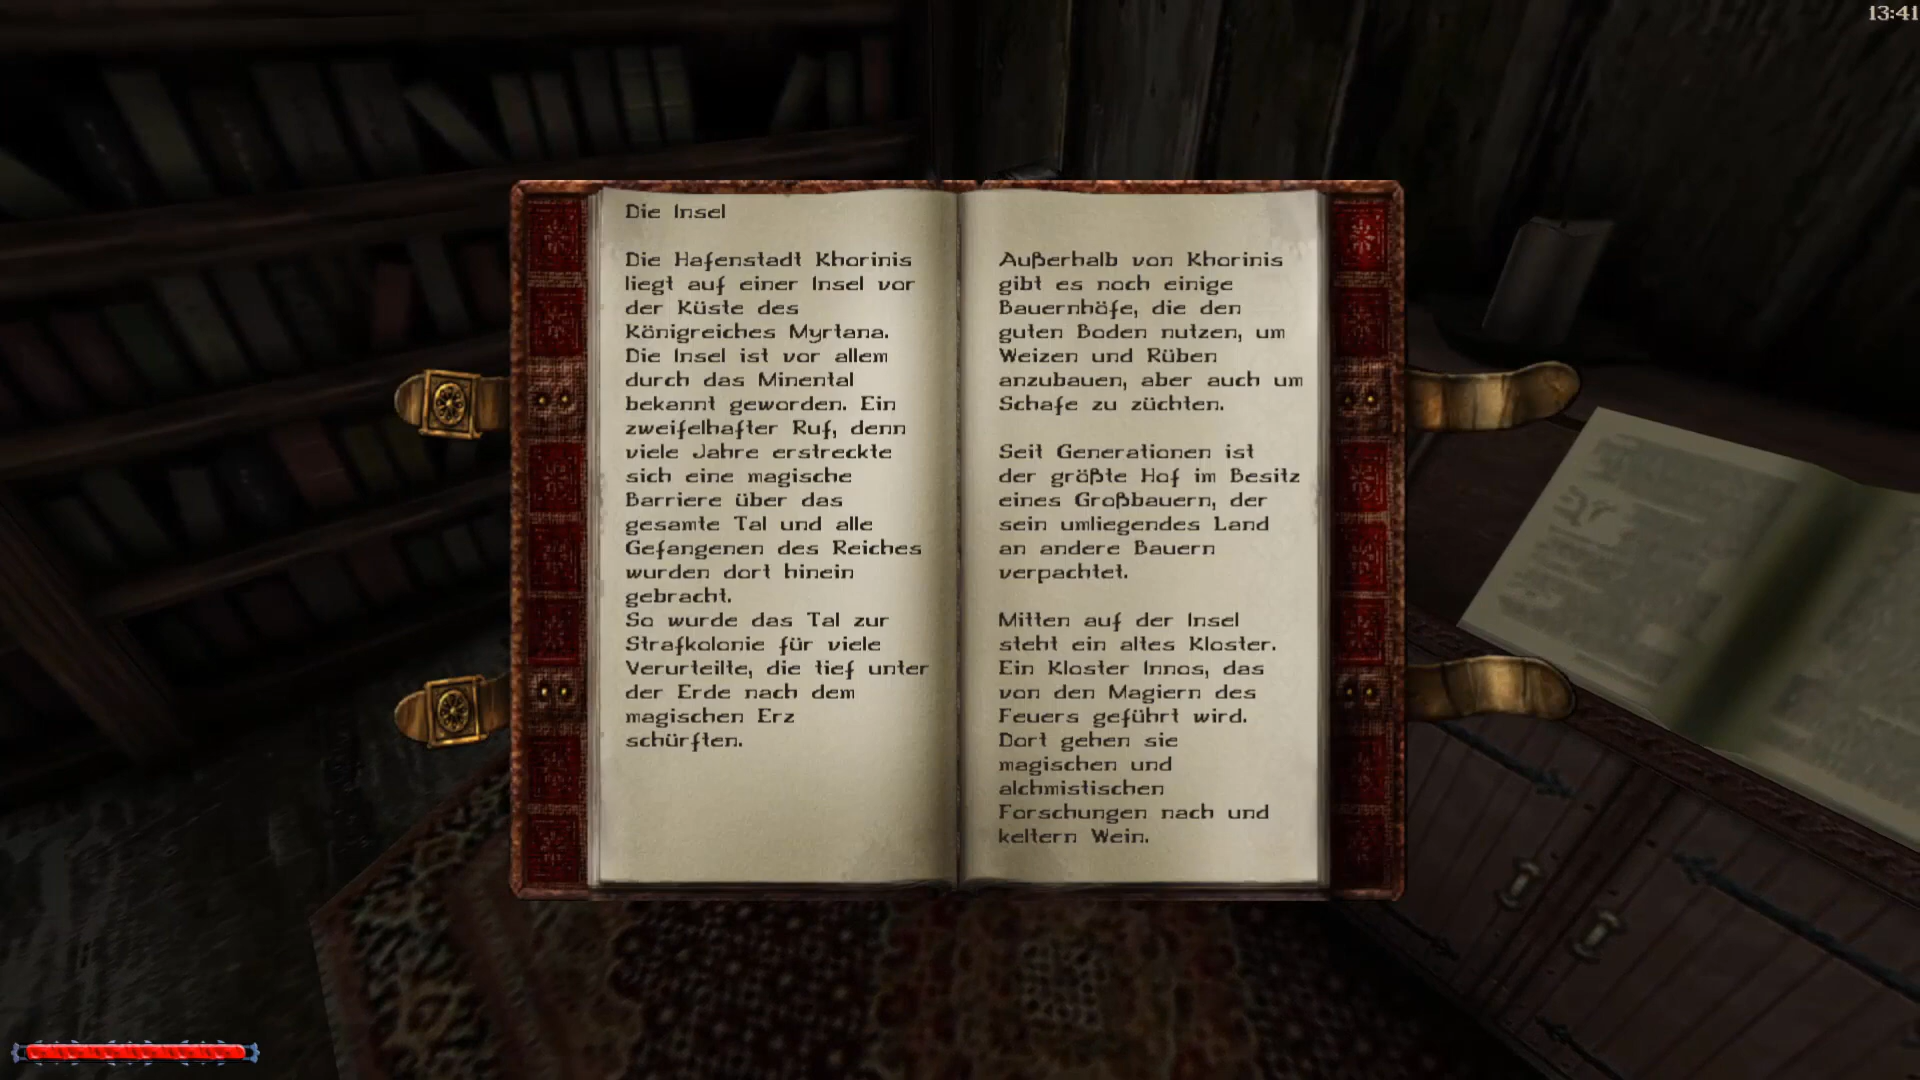 13:41
Die Insel
Die Hafenstadt Khorinis
liegt auf einer Insel vor
der Küste des
Königreiches Myrtana.
Die Insel ist vor allem
durch das Minental
bekannt geworden. Ein
zweifelhafter Ruf, denn
viele Jahre erstreckte
sich eine magische
Barriere über das
gesamte Tal und alle
Gefangenen des Reiches
wurden dort hinein
gebracht.
So wurde das Tal zur
Strafkolonie für viele
Verurteilte, die tief unter
der Erde nach dem
magischen Erz
schürften.
Außerhalb von Khorinis
gibt es noch einige
Bauernhöfe, die den
guten Boden nutzen, um
Weizen und Rüben
anzubauen, aber auch um
Schafe zu züchten.
Seit Generationen ist
der größte Hof im Besitz
eines Großbauern, der
sein umliegendes Land
an andere Bauern
verpachtet.
Mitten auf der Insel
steht ein altes Kloster.
Ein Kloster Innos, das
von den Magiern des
Feuers geführt wird.
Dort gehen sie
magischen und
alchmistischen
Forschungen nach und
keltern Wein.